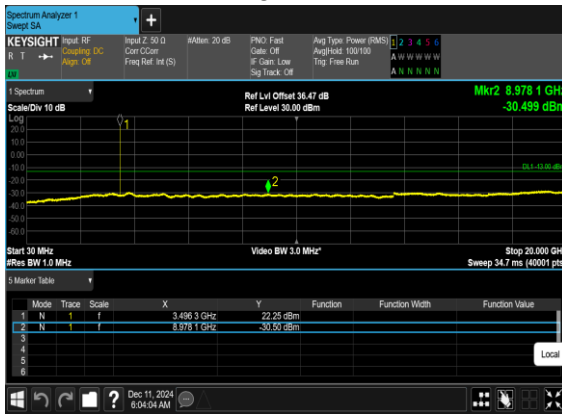 Spectrum Analyzer 1
Swept SA
KEYSIGHT Input: RF Input Z: 50 Ω #Atten: 20 dB PNO: Fast Avg Type: Power (RMS) 1 2 3 4 5 6
R T Coupling: DC Corr CCorr Gate: Off Avg|Hold: 100/100 A W W W W W
Align: Off Freq Ref: Int (S) IF Gain: Low Trig: Free Run
Sig Track: Off A N N N N N
1 Spectrum Ref Lvl Offset 36.47 dB Mkr2 8.978 1 GHz
Scale/Div 10 dB Ref Level 30.00 dBm -30.499 dBm
Log
20.0
10.0
0.00
-10.0
-20.0
-30.0
-40.0
-50.0
-60.0
1
DL1 -13.00 dBm
2
Start 30 MHz Video BW 3.0 MHz* Stop 20.000 GH
#Res BW 1.0 MHz Sweep 34.7 ms (40001 pts
5 Marker Table
Mode Trace Scale X Y Function Function Width Function Value
1 N 1 f 3.496 3 GHz 22.25 dBm
2 N 1 f 8.978 1 GHz -30.50 dBm
3
4
5
6
Local
? Dec 11, 2024
6:04:04 AM